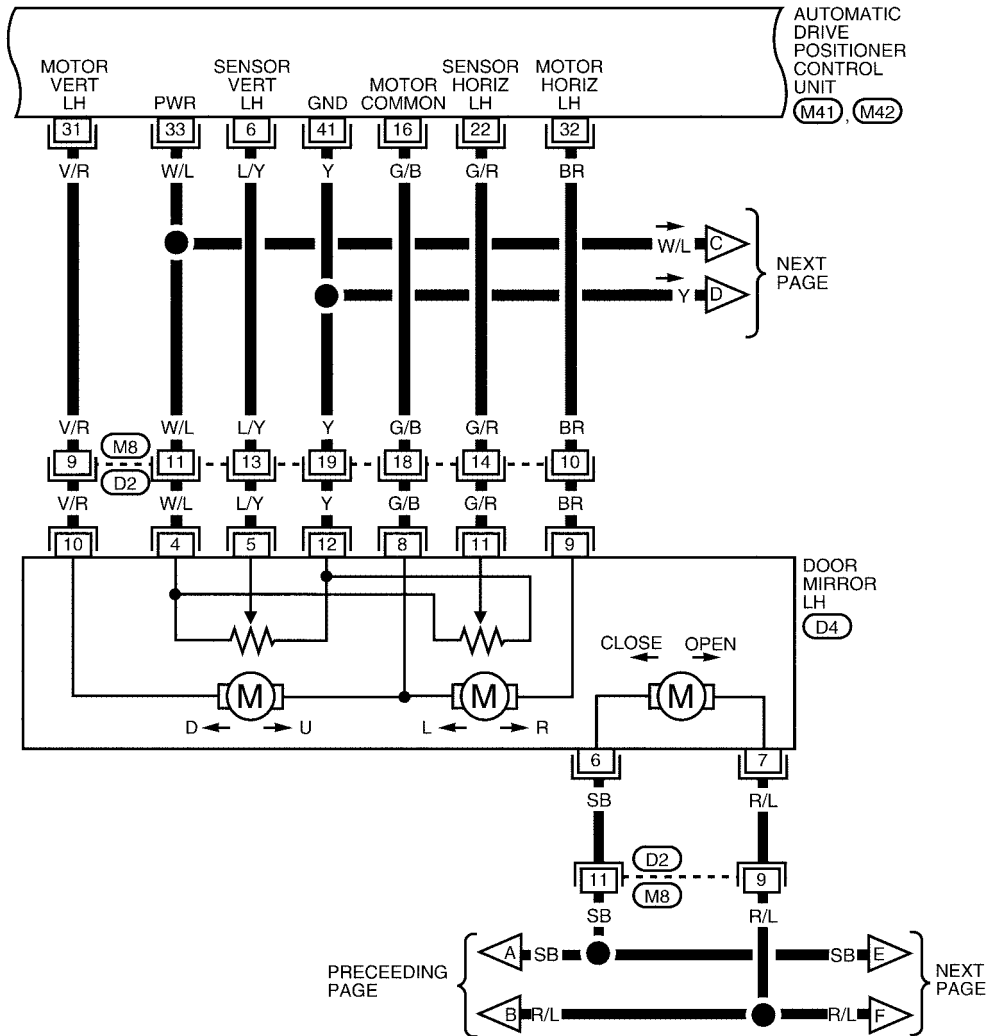 AUTOMATIC
DRIVE
POSITIONER
CONTROL
UNIT
M41 , M42
MOTOR
VERT
LH
PWR
SENSOR
VERT
LH
GND
MOTOR
COMMON
SENSOR
HORIZ
LH
MOTOR
HORIZ
LH
31 33 6 41 16 22 32
V/R W/L L/Y Y G/B G/R BR
W/L C
Y D
NEXT
PAGE
V/R W/L L/Y Y G/B G/R BR
M8
9 11 13 19 18 14 10
D2
V/R W/L L/Y Y G/B G/R BR
10 4 5 12 8 11 9
DOOR
MIRROR
LH
D4
CLOSE OPEN
M M M
D U L R
6 7
SB R/L
D2
11 9
M8
SB R/L
PRECEEDING
PAGE
A SB SB E
B R/L R/L F
NEXT
PAGE